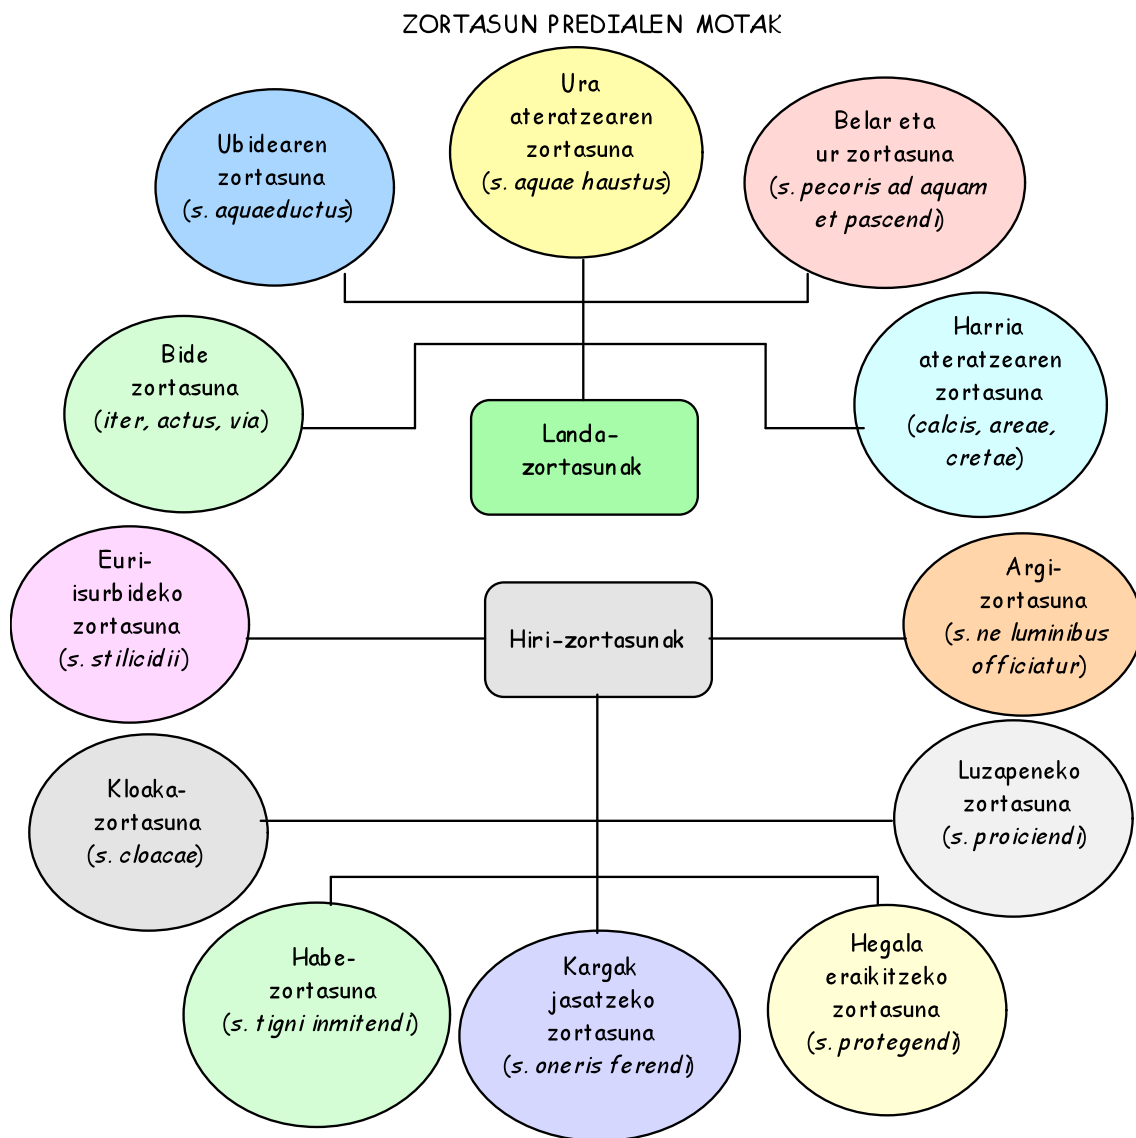 ZORTASUN PREDIALEN MOTAK
Ubidearen
zortasuna
(s. aquaeductus)
Ura
ateratzearen
zortasuna
(s. aquae haustus)
Belar eta
ur zortasuna
(s. pecoris ad aquam
et pascendi)
Bide
zortasuna
(iter, actus, via)
Harria
ateratzearen
zortasuna
(calcis, areae,
cretae)
Landa-
zortasunak
Euri-
isurbideko
zortasuna
(s. stilicidii)
Hiri-zortasunak
Argi-
zortasuna
(s. ne luminibus
officiatur)
Kloaka-
zortasuna
(s. cloacae)
Luzapeneko
zortasuna
(s. proiciendi)
Habe-
zortasuna
(s. tigni inmitendi)
Kargak
jasatzeko
zortasuna
(s. oneris ferendi)
Hegala
eraikitzeko
zortasuna
(s. protegendi)